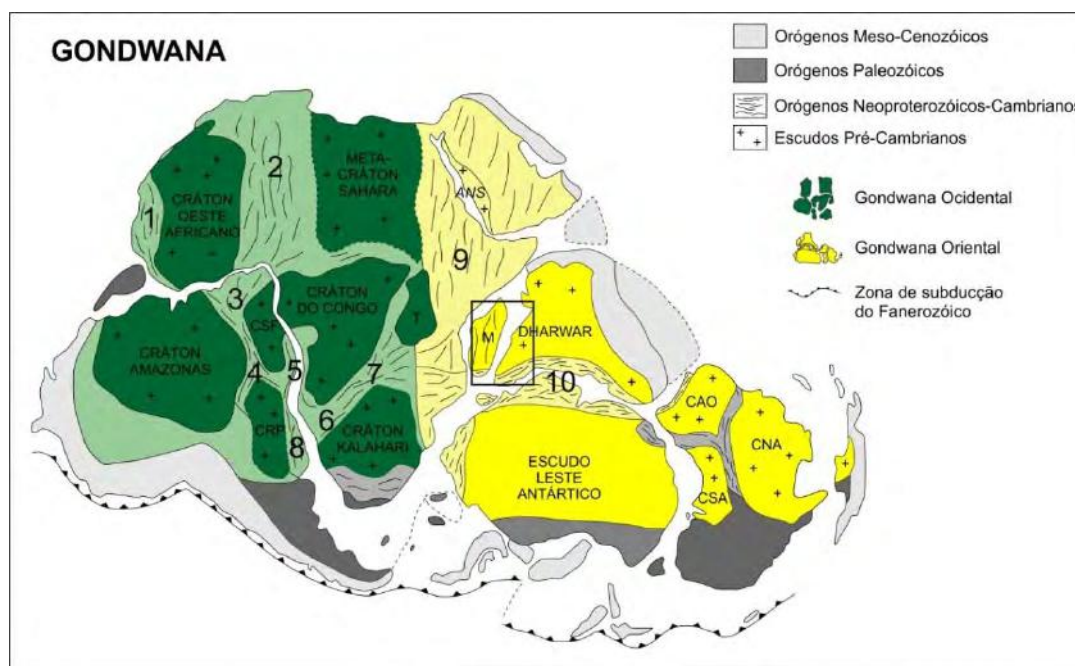 GONDWANA
Orógenos Meso-Cenozóicos
Orógenos Paleozóicos
Orógenos Neoproterozóicos-Cambrianos
Escudos Pré-Cambrianos
Gondwana Ocidental
Gondwana Oriental
Zona de subducção
do Fanerozóico
1
CRÁTON
OESTE
AFRICANO
2
META-
CRÁTON
SAHARA
ANS
9
3
CSF
CRÁTON
DO CONGO
T
M
DHARWAR
CRÁTON
AMAZONAS
4
5
7
10
CRP
8
6
CRÁTON
KALAHARI
ESCUDO
LESTE
ANTÁRTICO
CAO
CNA
CSA